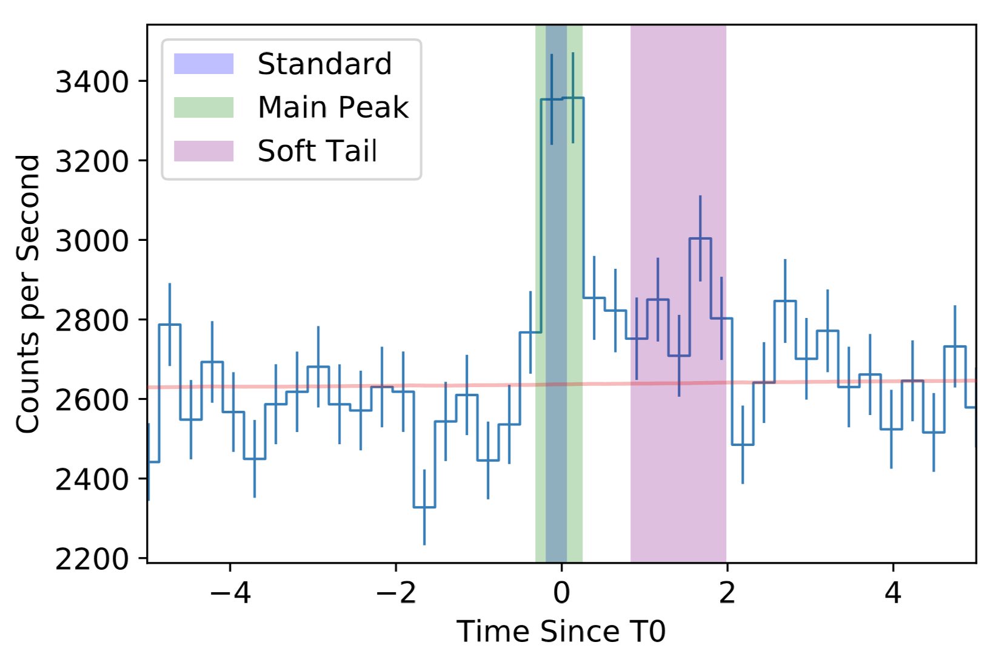 Standard
Main Peak
Soft Tail
Counts per Second
3400
3200
3000
2800
2600
2400
2200
−4 −2 0 2 4
Time Since T0